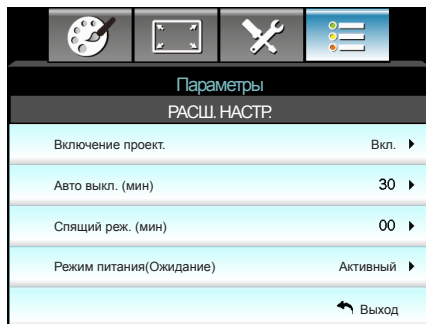 Параметры
РАСШ. НАСТР.
Включение проект. Вкл.
Авто выкл. (мин) 30
Спящий реж. (мин) 00
Режим питания(Ожидание) Активный
Выход